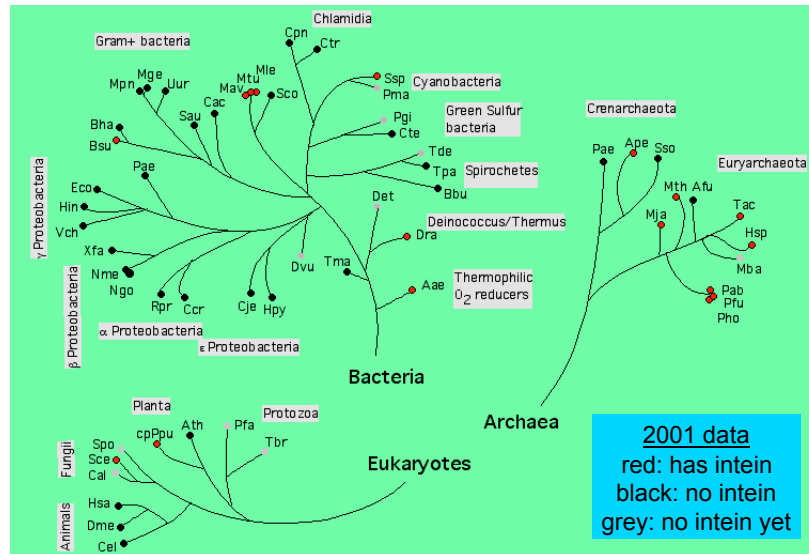 Chlamidia
Cpn
Ctr
Gram+ bacteria
Mpn
Mge
Uur
Mav
Mtu
Mle
Sco
Cac
Sau
Bha
Bsu
Ssp
Pma
Cyanobacteria
Green Sulfur
bacteria
Pgi
Cte
Tde
Tpa
Bbu
Spirochetes
Det
Dra
Deinococcus/Thermus
Tma
Aae
Thermophilic
O2 reducers
Dvu
γ Proteobacteria
Pae
Eco
Hin
Vch
Xfa
Nme
Ngo
β Proteobacteria
Rpr
Ccr
α Proteobacteria
Cje
Hpy
ε Proteobacteria
Bacteria
Crenarchaeota
Pae
Ape
Sso
Euryarchaeota
Mth
Afu
Mja
Tac
Hsp
Mba
Pab
Pfu
Pho
Archaea
Planta
cpPpu
Ath
Protozoa
Pfa
Tbr
Fungii
Spo
Sce
Cal
Animals
Hsa
Dme
Cel
Eukaryotes
2001 data
red: has intein
black: no intein
grey: no intein yet